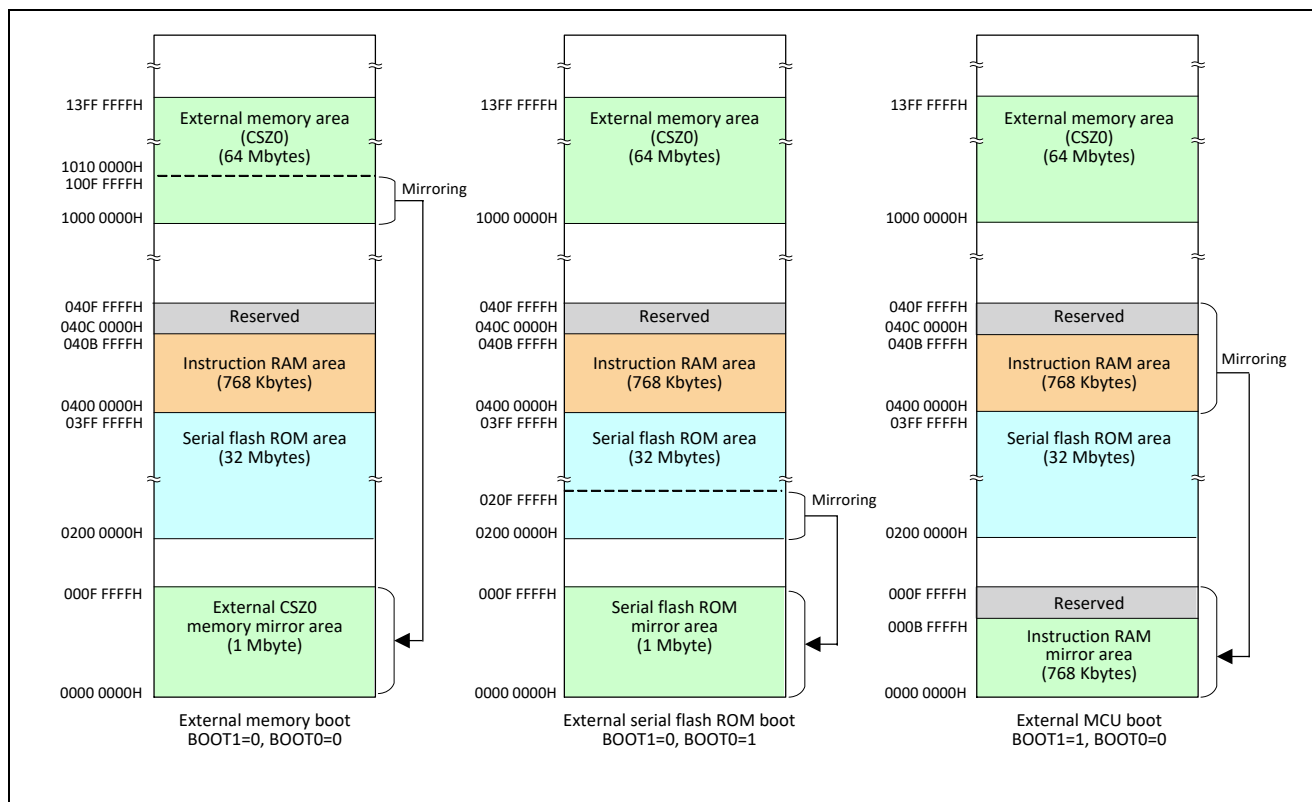 13FF FFFFH
External memory area
(CSZ0)
(64 Mbytes)
1010 0000H
100F FFFFH
Mirroring
1000 0000H
040F FFFFH
Reserved
040C 0000H
040B FFFFH
Instruction RAM area
(768 Kbytes)
0400 0000H
03FF FFFFH
Serial flash ROM area
(32 Mbytes)
0200 0000H
000F FFFFH
External CSZ0
memory mirror area
(1 Mbyte)
0000 0000H
External memory boot
BOOT1=0, BOOT0=0
13FF FFFFH
External memory area
(CSZ0)
(64 Mbytes)
1000 0000H
040F FFFFH
Reserved
040C 0000H
040B FFFFH
Instruction RAM area
(768 Kbytes)
0400 0000H
03FF FFFFH
Serial flash ROM area
(32 Mbytes)
020F FFFFH
Mirroring
0200 0000H
000F FFFFH
Serial flash ROM
mirror area
(1 Mbyte)
0000 0000H
External serial flash ROM boot
BOOT1=0, BOOT0=1
13FF FFFFH
External memory area
(CSZ0)
(64 Mbytes)
1000 0000H
040F FFFFH
Reserved
040C 0000H
040B FFFFH
Mirroring
Instruction RAM area
(768 Kbytes)
0400 0000H
03FF FFFFH
Serial flash ROM area
(32 Mbytes)
0200 0000H
000F FFFFH
Reserved
000B FFFFH
Instruction RAM
mirror area
(768 Kbytes)
0000 0000H
External MCU boot
BOOT1=1, BOOT0=0